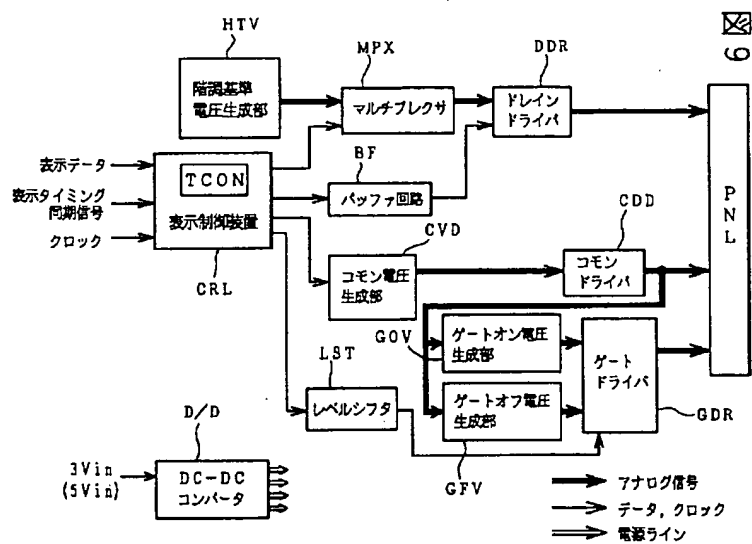 図 6
HTV
階調基準
電圧生成部
MPX
マルチプレクサ
DDR
ドレイン
ドライバ
表示データ
表示タイミング
同期信号
クロック
TCON
表示制御装置
CRL
BF
バッファ回路
CVD
コモン電圧
生成部
CDD
コモン
ドライバ
PNL
GOV
ゲートオン電圧
生成部
ゲートオフ電圧
生成部
GFV
ゲート
ドライバ
GDR
LST
レベルシフタ
D/D
3Vin
(5Vin)
DC-DC
コンバータ
アナログ信号
データ,クロック
電源ライン